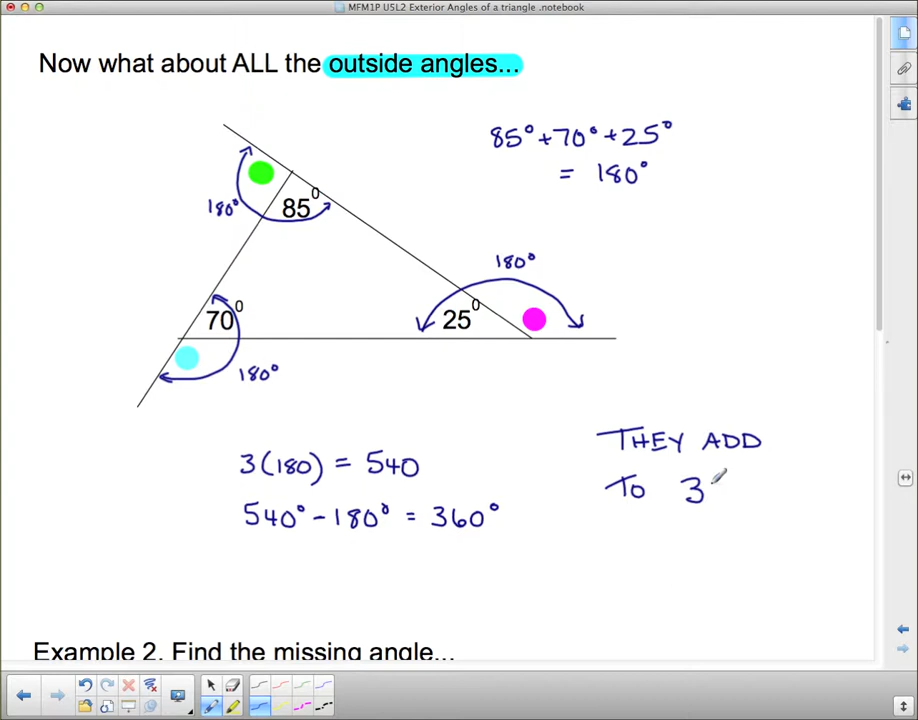 MFM1P U5L2 Exterior Angles of a triangle .notebook
Now what about ALL the outside angles...
85° + 70° + 25°
= 180°
180°
85°
180°
25°
70°
180°
3(180) = 540
540° - 180° = 360°
THEY ADD
TO 3
Example 2. Find the missing angle...